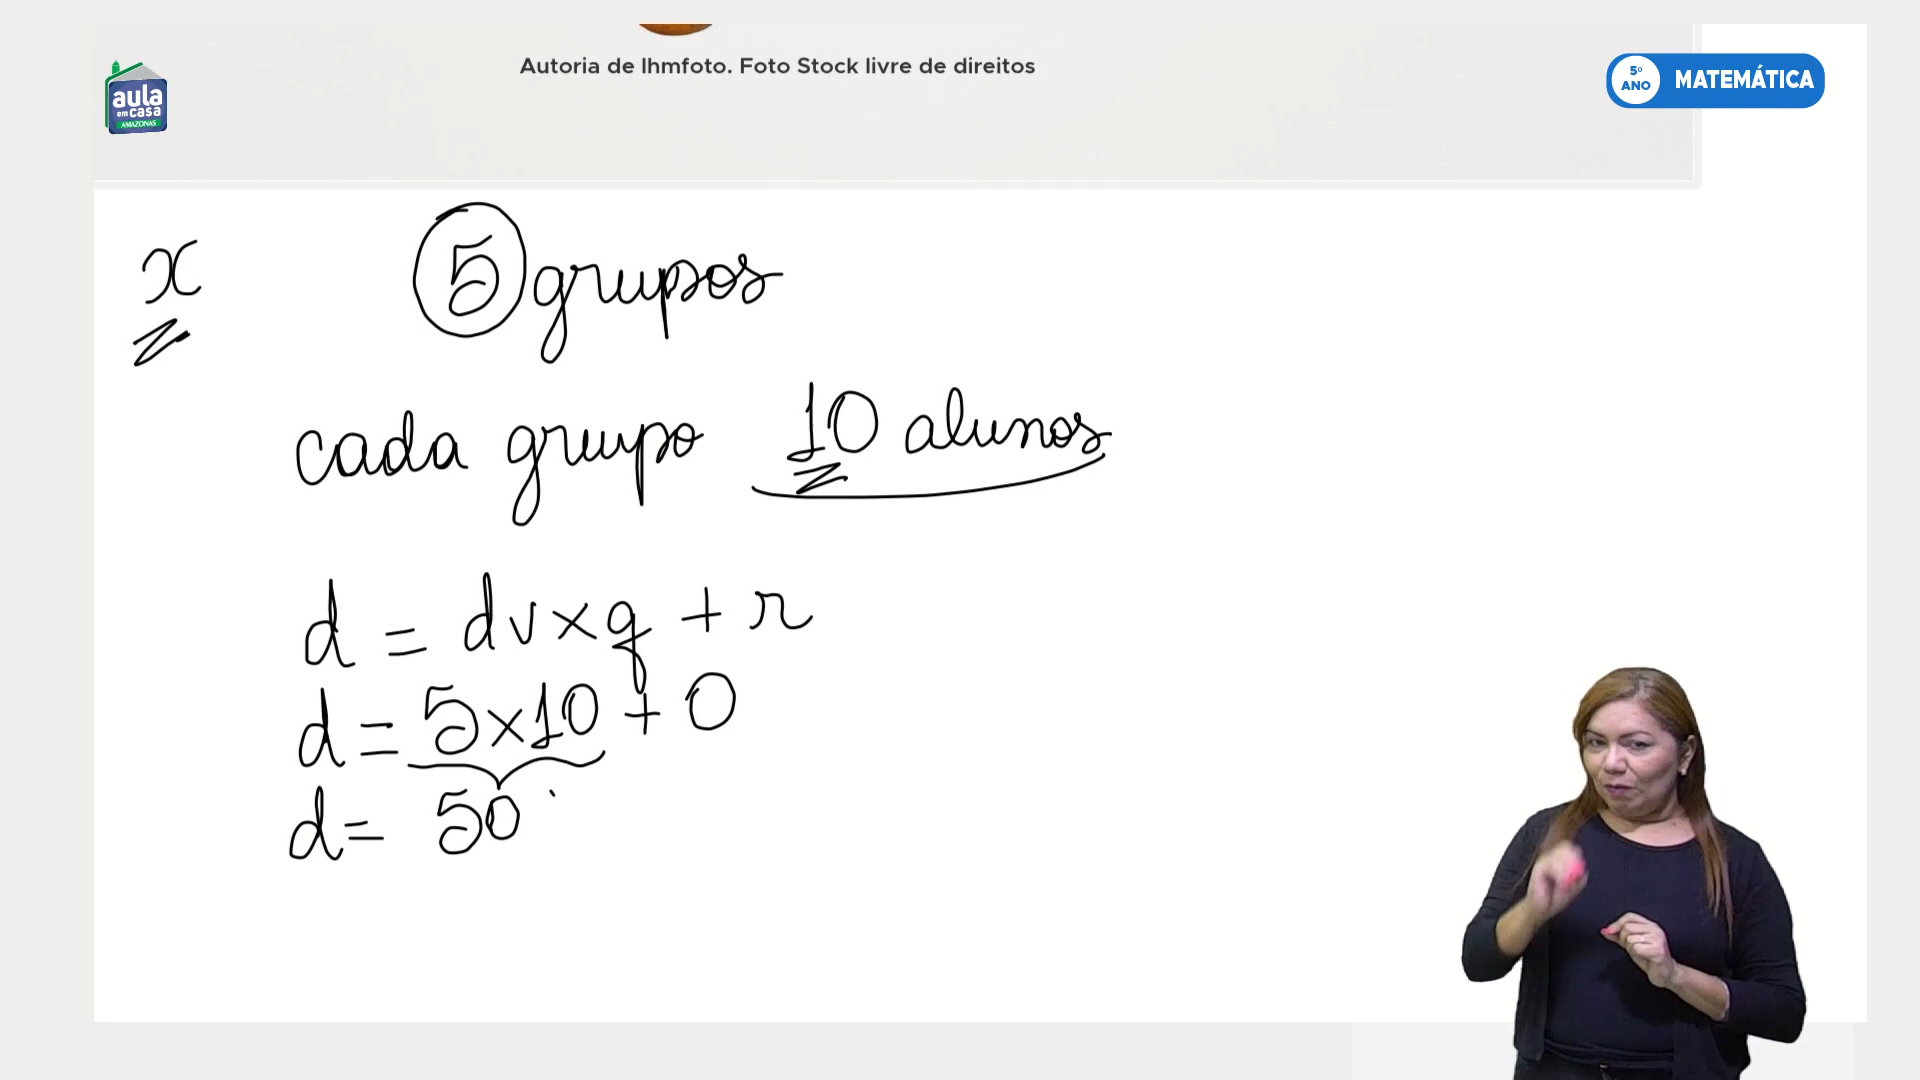 Autoria de lhmfoto. Foto Stock livre de direitos
aula
em casa
AMAZONAS
5º
ANO
MATEMÁTICA
x 5 grupos
cada grupo 10 alunos
d = dv x q + r
d = 5 x 10 + 0
d = 50